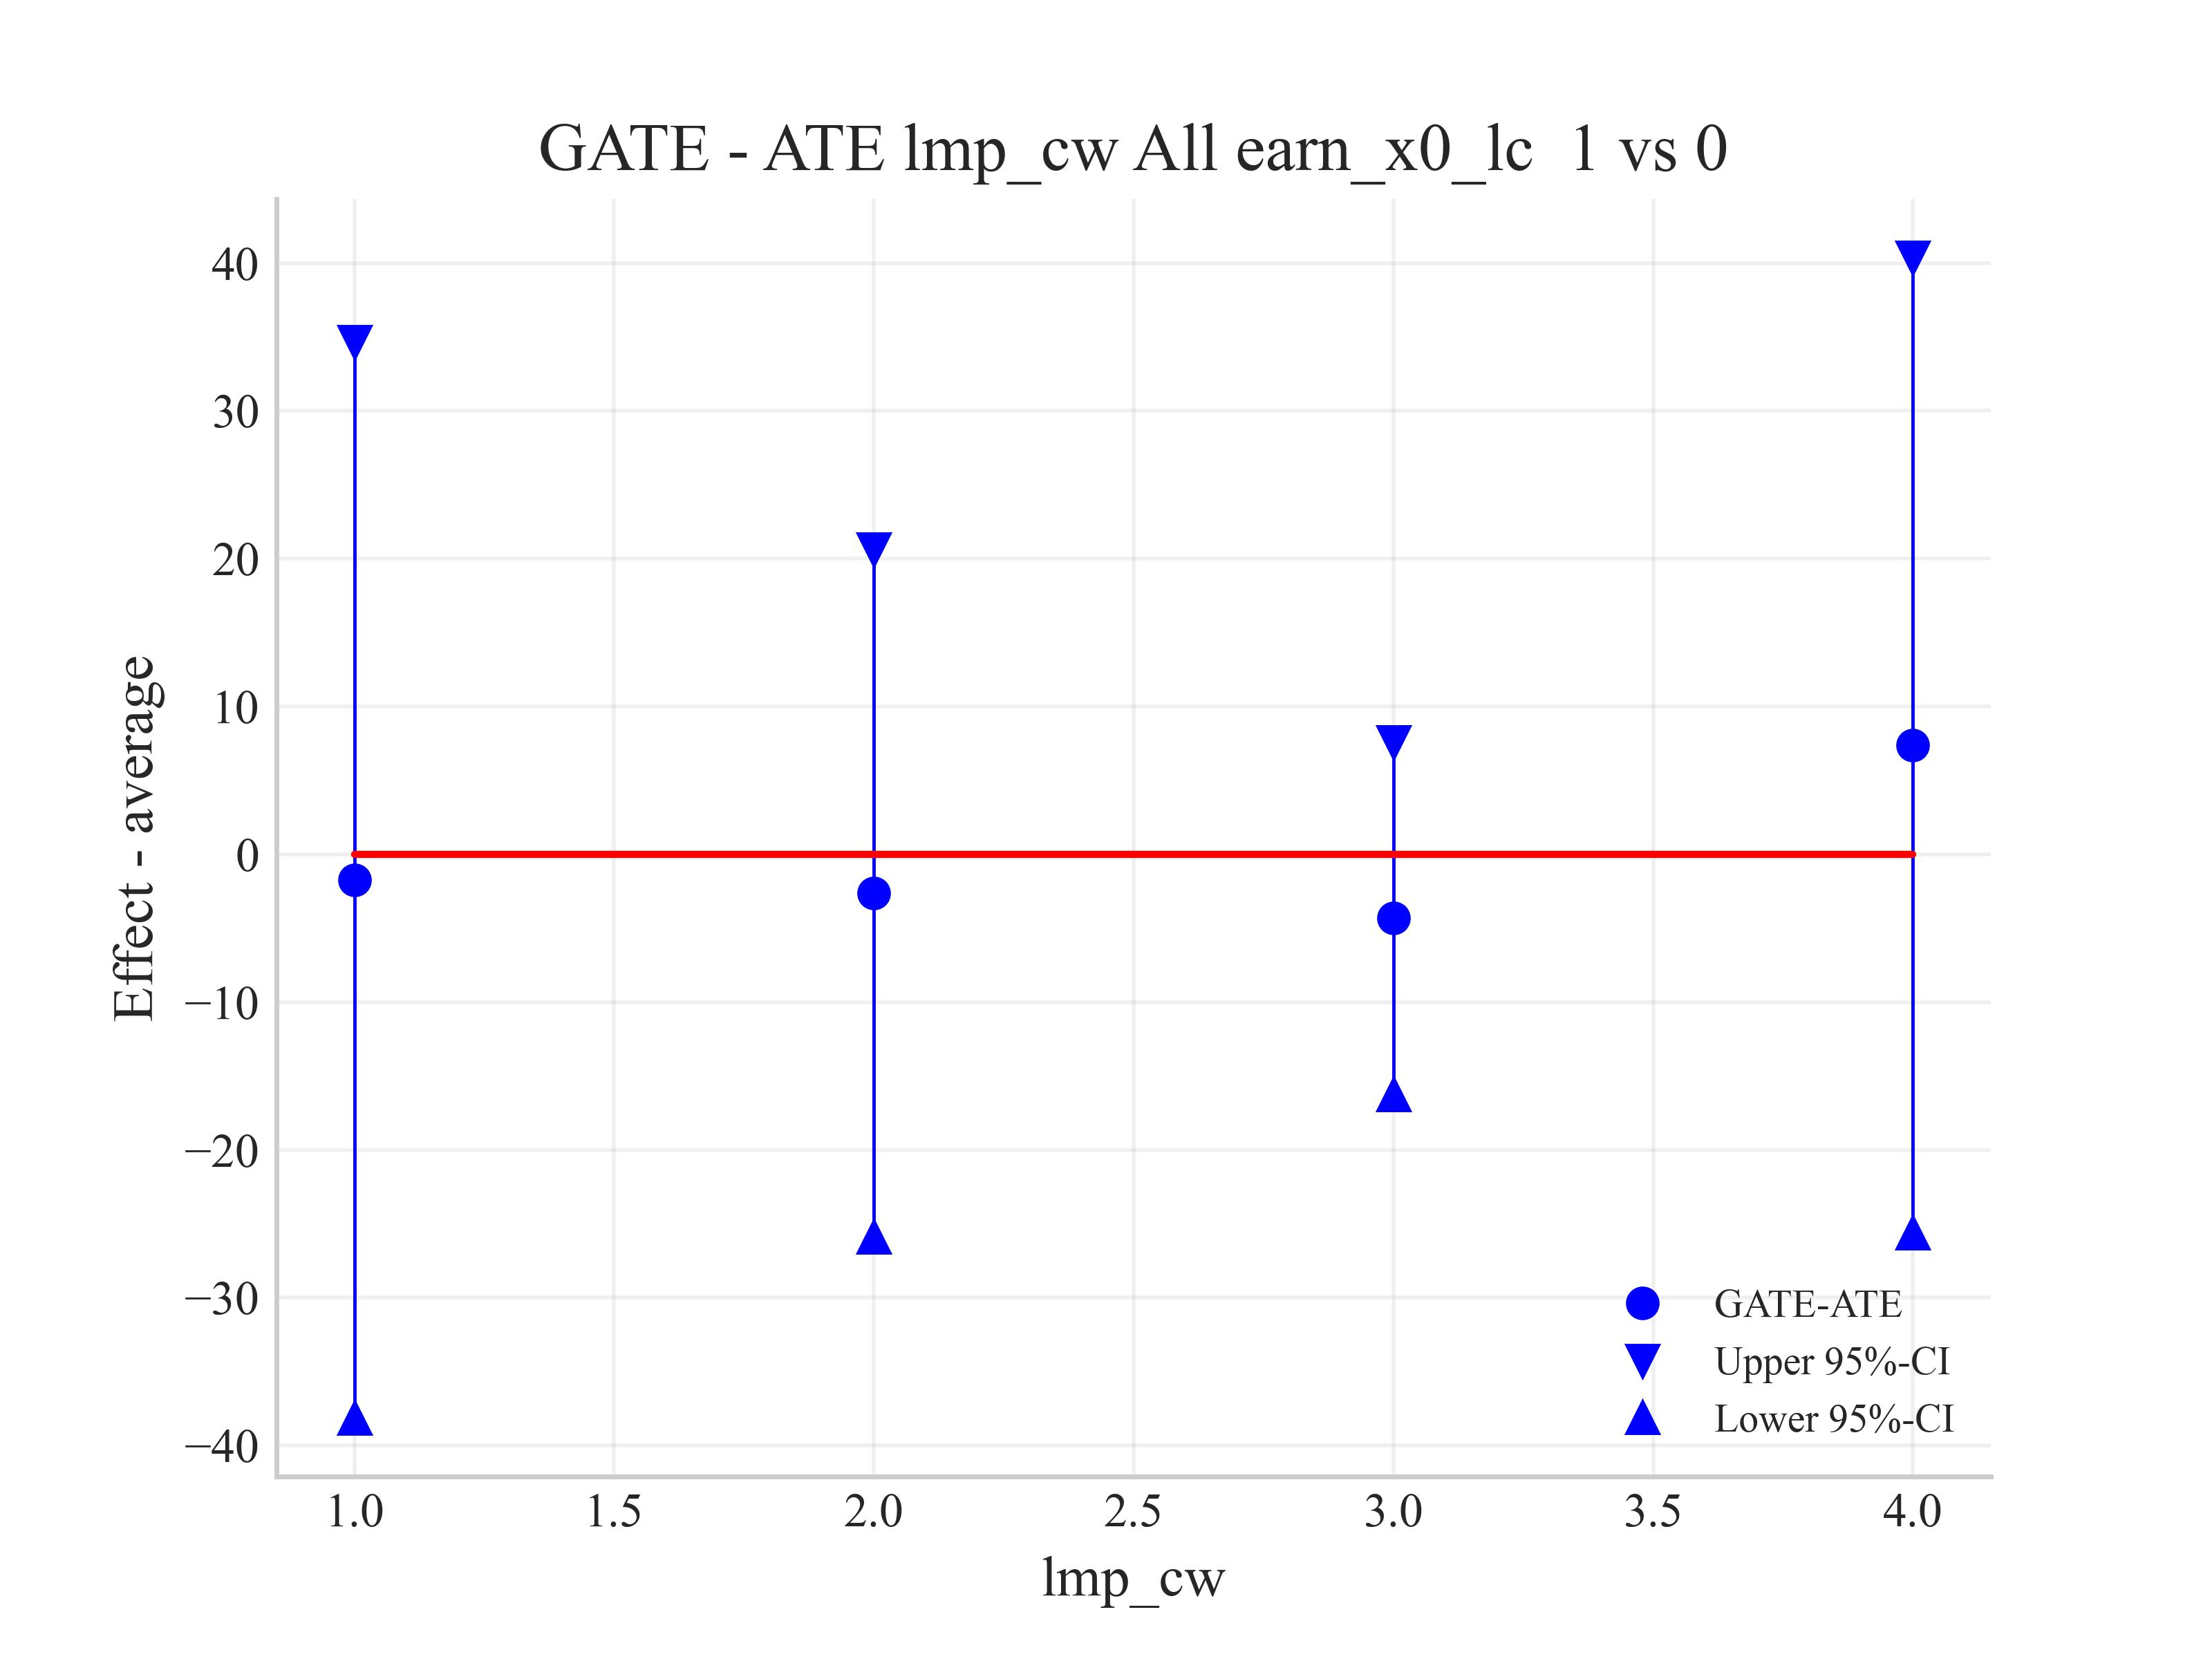 GATE - ATE lmp_cw All earn_x0_lc  1 vs 0
Effect - average
40
30
20
10
0
−10
−20
−30
−40
GATE-ATE
Upper 95%-CI
Lower 95%-CI
1.0 1.5 2.0 2.5 3.0 3.5 4.0
lmp_cw